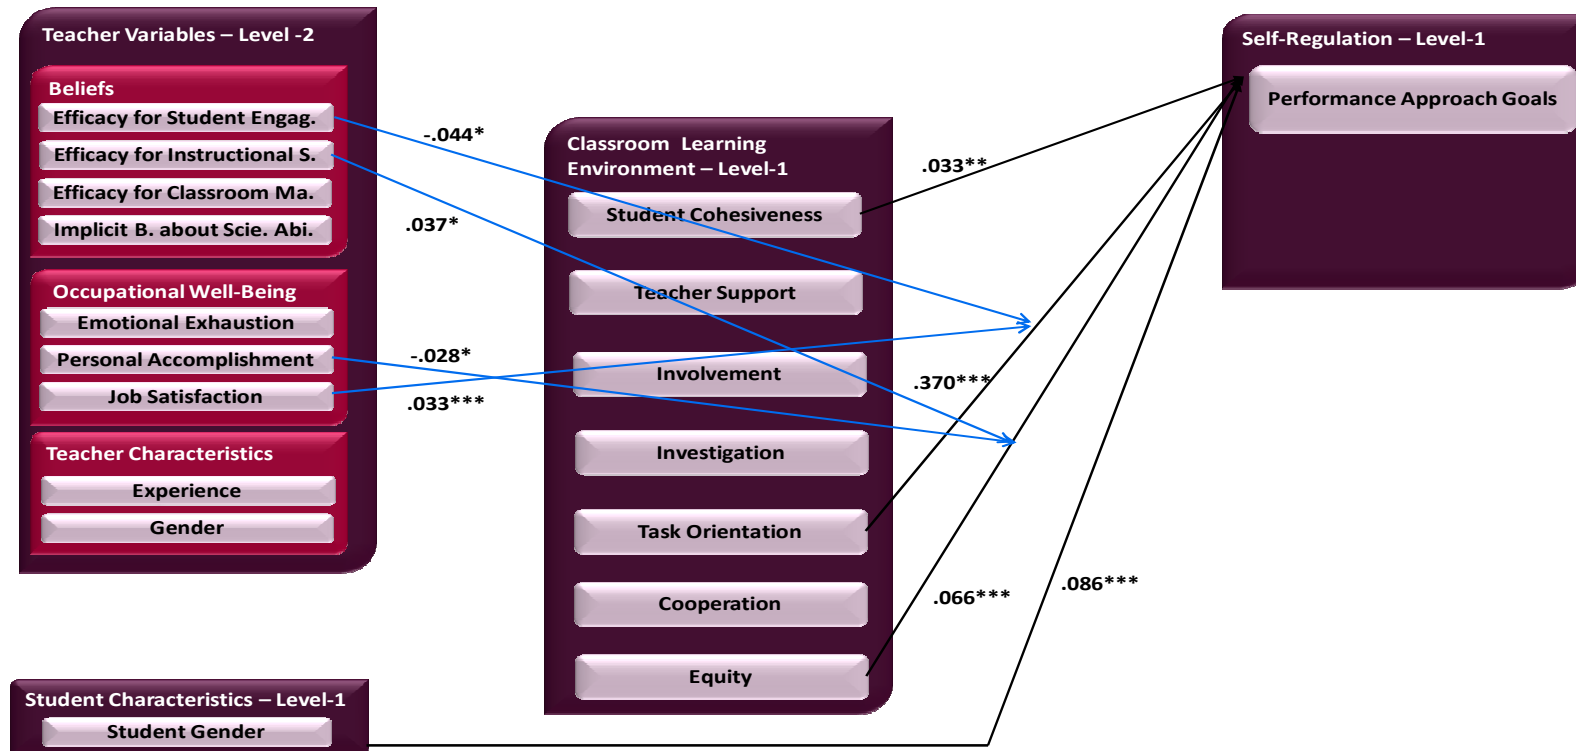 Teacher Variables – Level -2
Beliefs
Efficacy for Student Engag.
Efficacy for Instructional S.
Efficacy for Classroom Ma.
Implicit B. about Scie. Abi.
Occupational Well-Being
Emotional Exhaustion
Personal Accomplishment
Job Satisfaction
Teacher Characteristics
Experience
Gender
Student Characteristics – Level-1
Student Gender
-.044*
.037*
-.028*
.033***
Classroom Learning
Environment – Level-1
Student Cohesiveness
Teacher Support
Involvement
Investigation
Task Orientation
Cooperation
Equity
.033**
.370***
.066***
.086***
Self-Regulation – Level-1
Performance Approach Goals